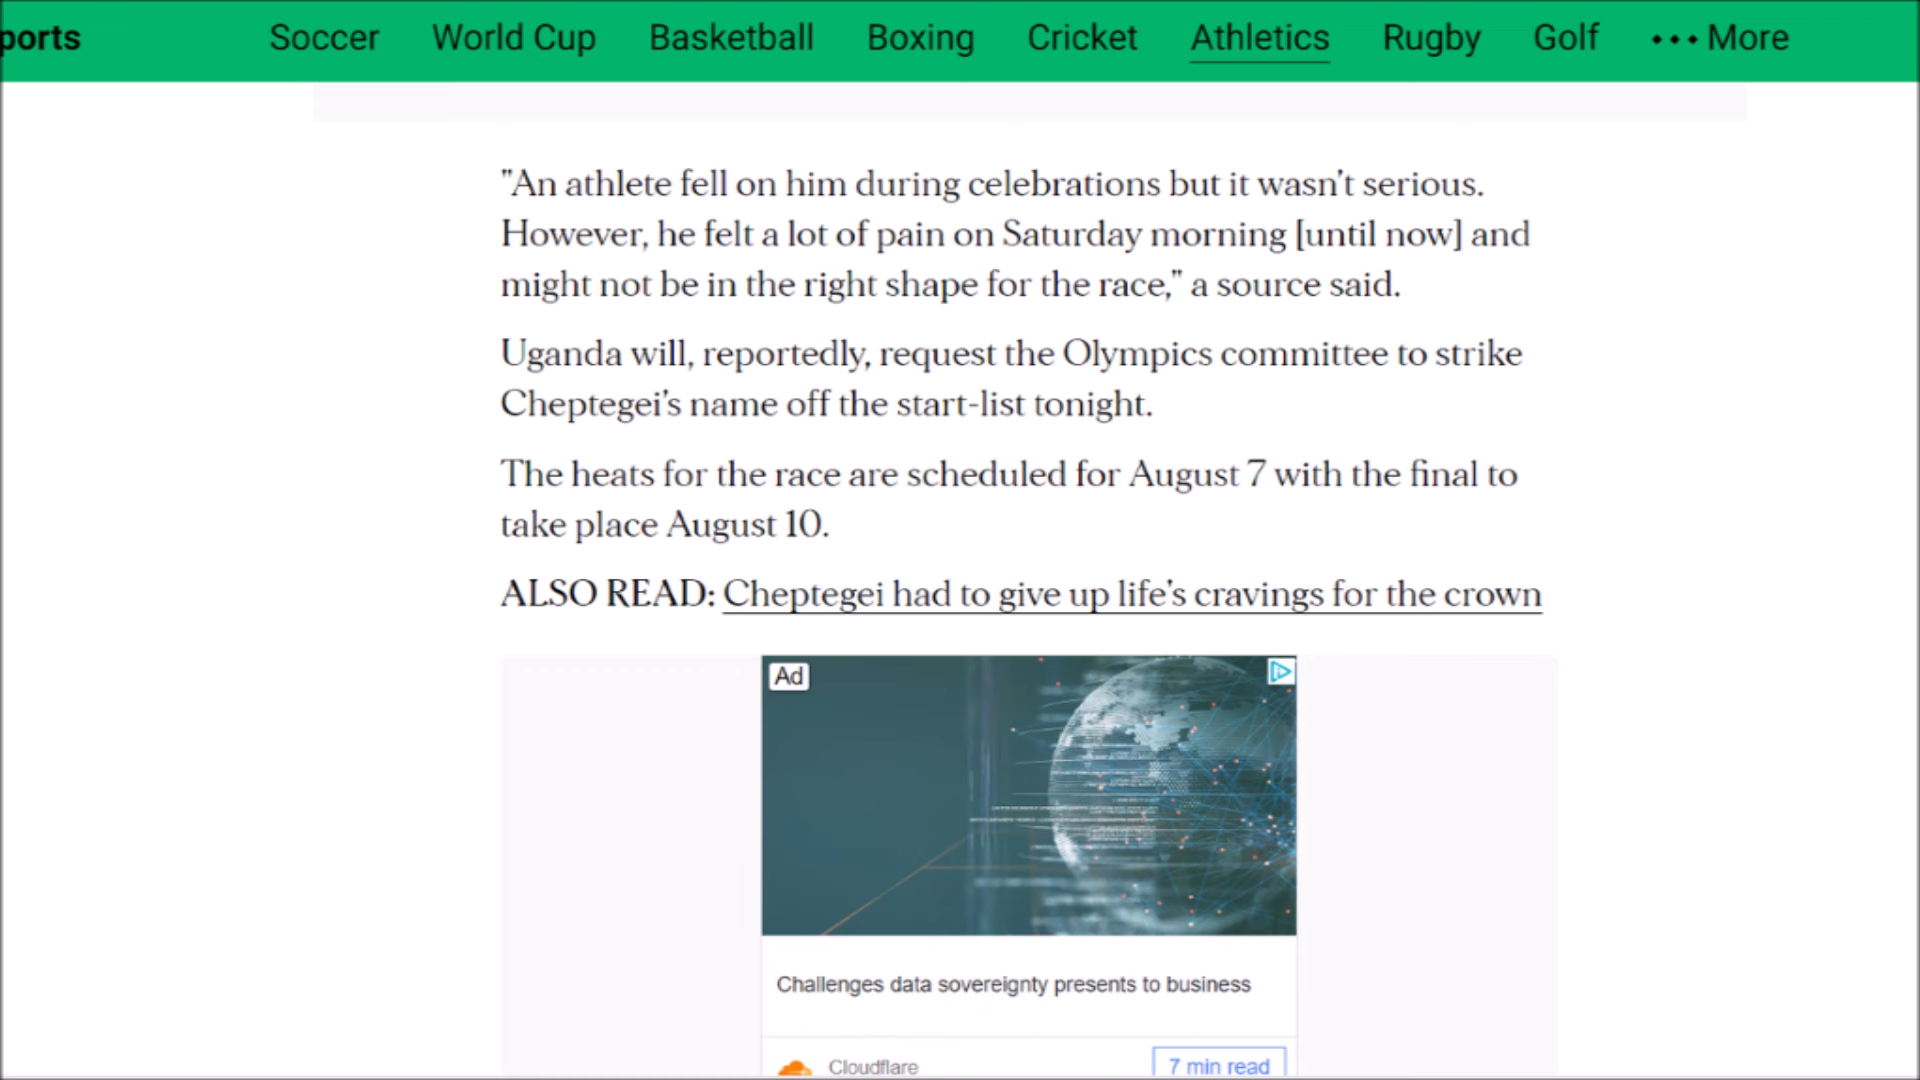 ports Soccer World Cup Basketball Boxing Cricket Athletics Rugby Golf ••• More
"An athlete fell on him during celebrations but it wasn't serious.
However, he felt a lot of pain on Saturday morning [until now] and
might not be in the right shape for the race," a source said.
Uganda will, reportedly, request the Olympics committee to strike
Cheptegei's name off the start-list tonight.
The heats for the race are scheduled for August 7 with the final to
take place August 10.
ALSO READ: Cheptegei had to give up life's cravings for the crown
Ad
Challenges data sovereignty presents to business
Cloudflare 7 min read